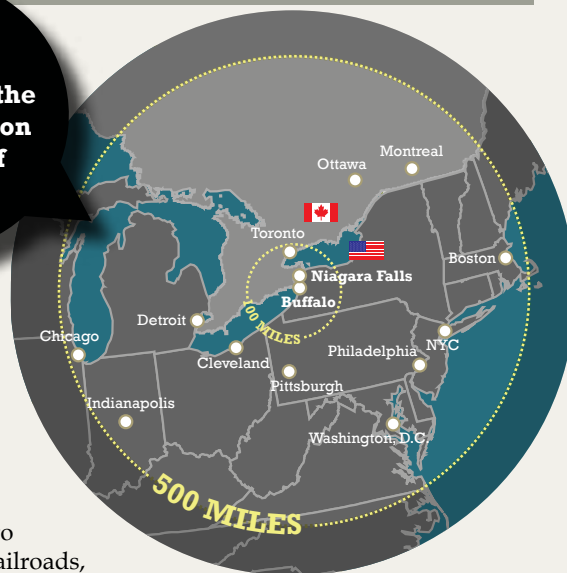 the
on
f
Montreal
Ottawa
Toronto
Boston
Niagara Falls
Buffalo
100 MILES
Detroit
NYC
Chicago
Philadelphia
Cleveland
Pittsburgh
Indianapolis
Washington, D.C.
500 MILES
o
ailroads,